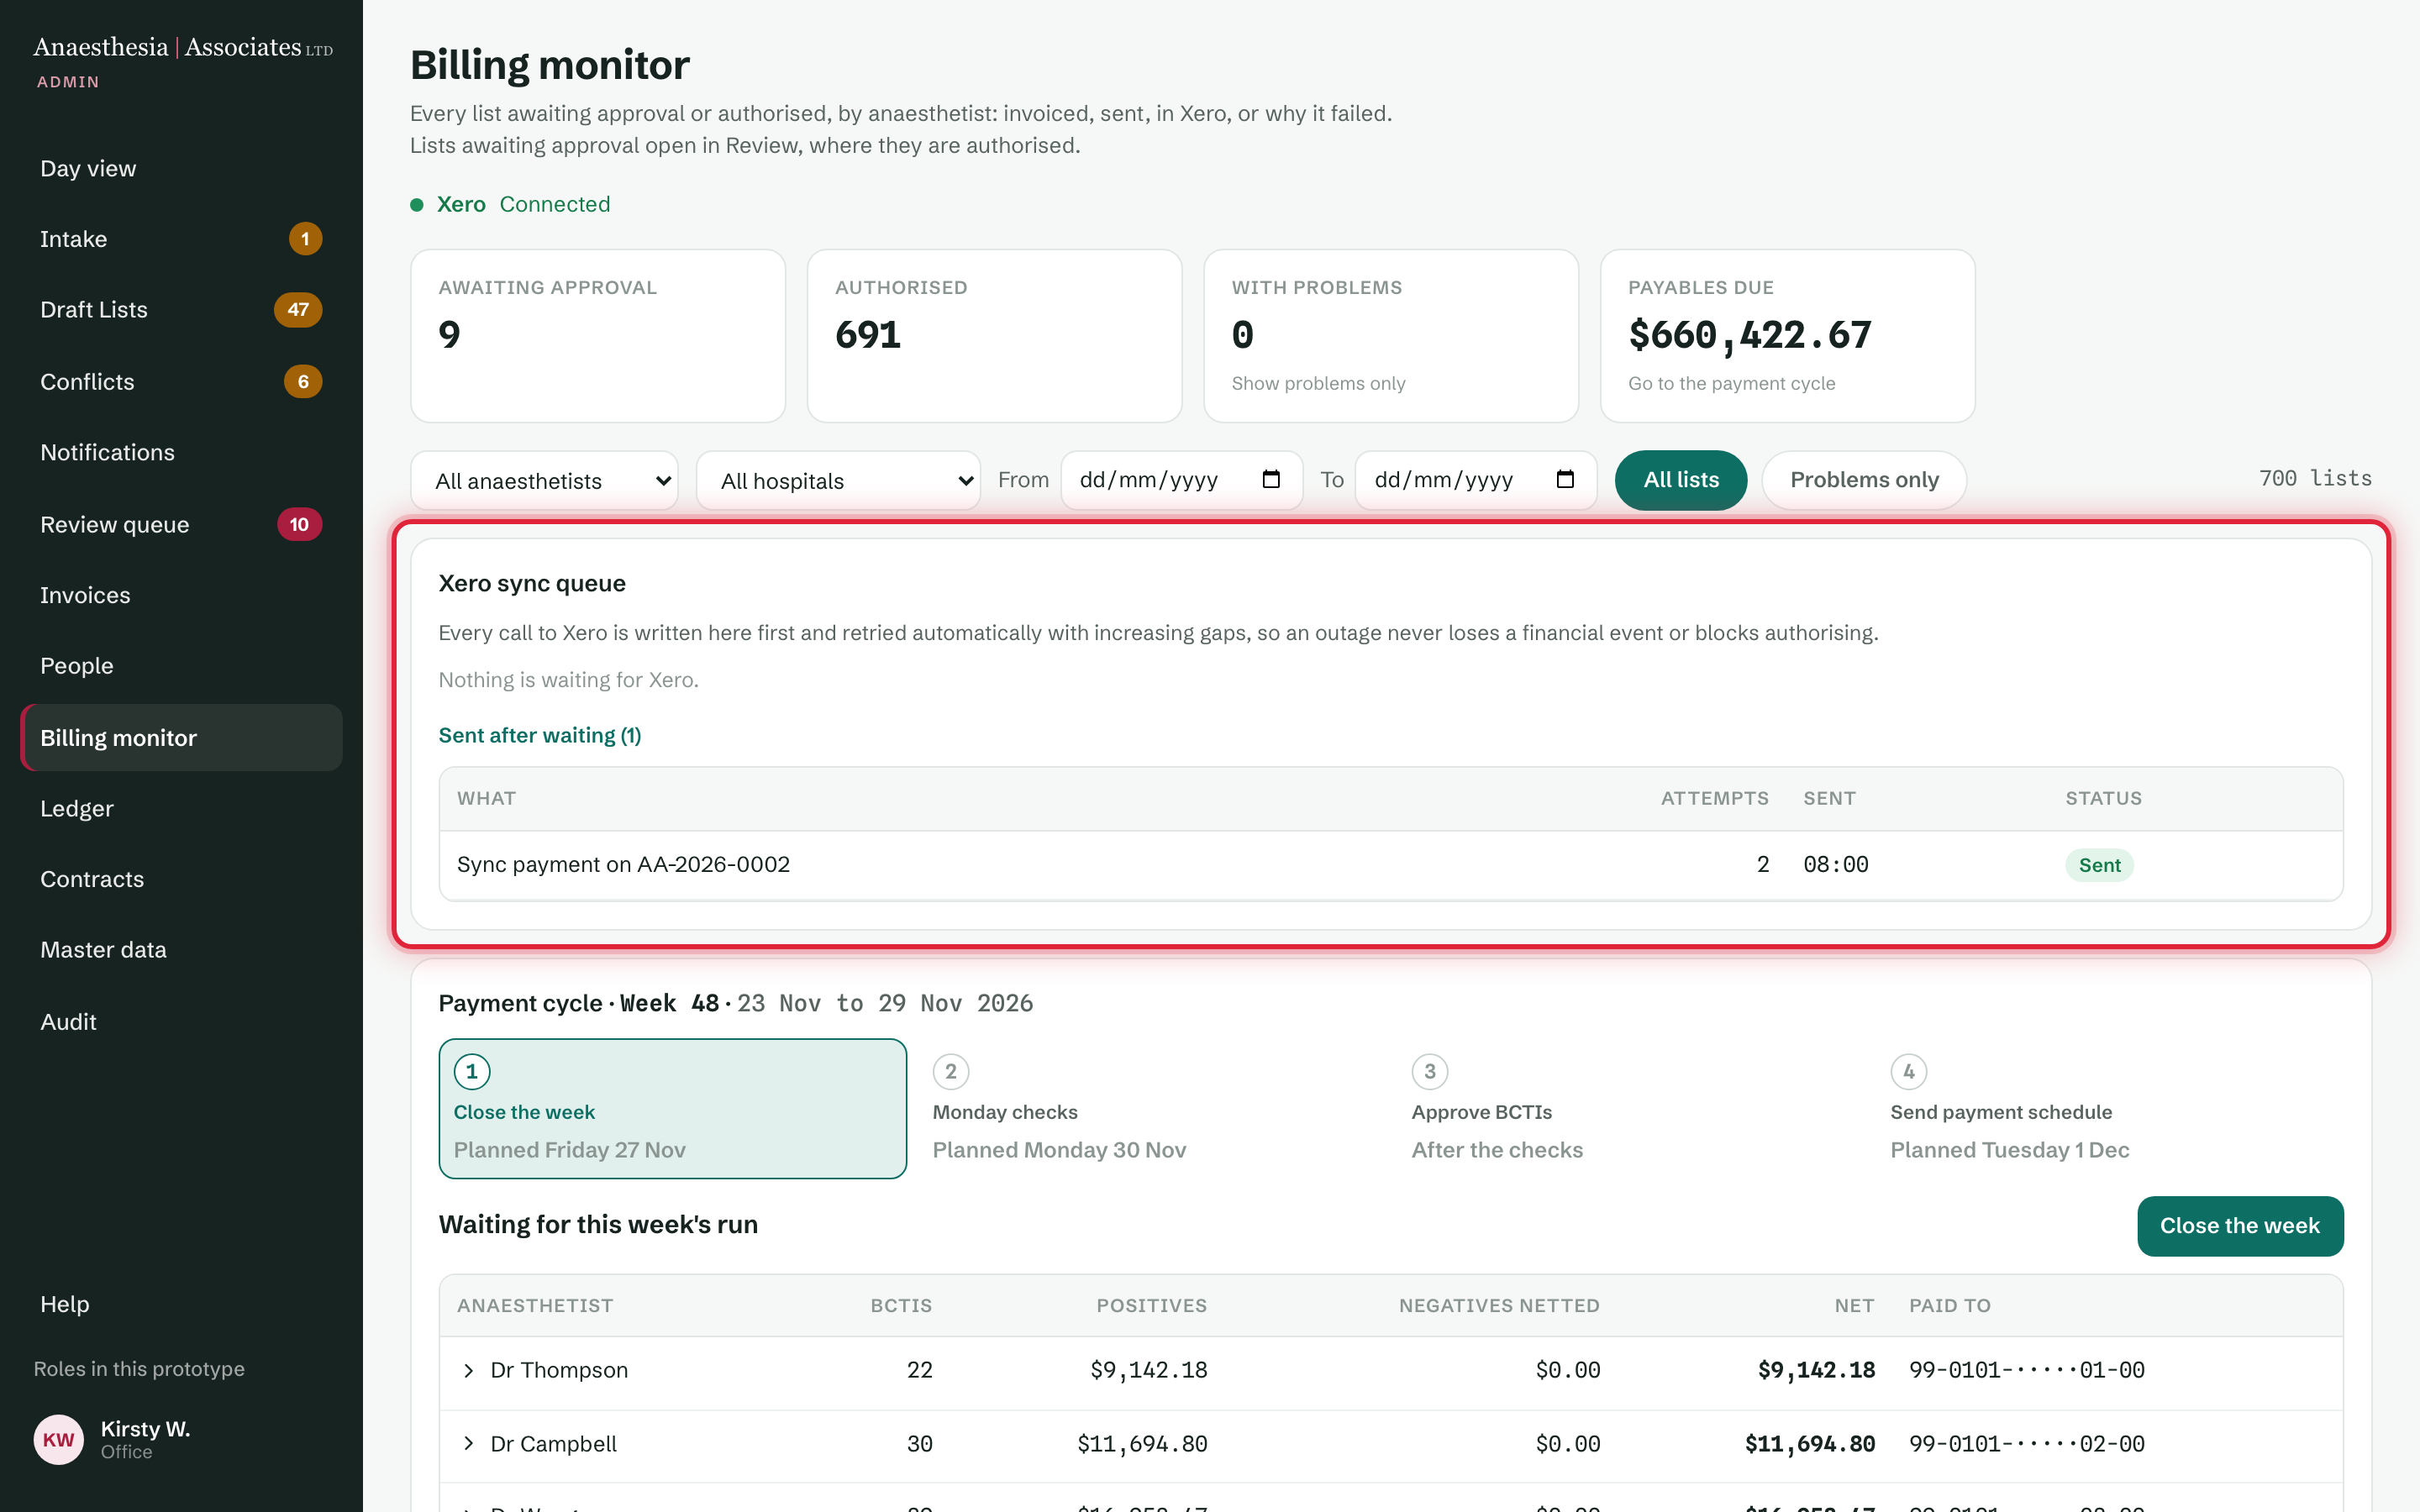 Anaesthesia | Associates LTD
ADMIN
Day view
Intake 1
Draft Lists 47
Conflicts 6
Notifications
Review queue 10
Invoices
People
Billing monitor
Ledger
Contracts
Master data
Audit
Help
Roles in this prototype
KW
Kirsty W.
Office
Billing monitor
Every list awaiting approval or authorised, by anaesthetist: invoiced, sent, in Xero, or why it failed.
Lists awaiting approval open in Review, where they are authorised.
Xero Connected
AWAITING APPROVAL
9
AUTHORISED
691
WITH PROBLEMS
0
Show problems only
PAYABLES DUE
$660,422.67
Go to the payment cycle
All anaesthetists All hospitals From dd/mm/yyyy To dd/mm/yyyy All lists Problems only 700 lists
Xero sync queue
Every call to Xero is written here first and retried automatically with increasing gaps, so an outage never loses a financial event or blocks authorising.
Nothing is waiting for Xero.
Sent after waiting (1)
WHAT ATTEMPTS SENT STATUS
Sync payment on AA-2026-0002 2 08:00 Sent
Payment cycle · Week 48 · 23 Nov to 29 Nov 2026
1
Close the week
Planned Friday 27 Nov
2
Monday checks
Planned Monday 30 Nov
3
Approve BCTIs
After the checks
4
Send payment schedule
Planned Tuesday 1 Dec
Waiting for this week's run Close the week
ANAESTHETIST BCTIS POSITIVES NEGATIVES NETTED NET PAID TO
Dr Thompson 22 $9,142.18 $0.00 $9,142.18 99-0101-·····01-00
Dr Campbell 30 $11,694.80 $0.00 $11,694.80 99-0101-·····02-00